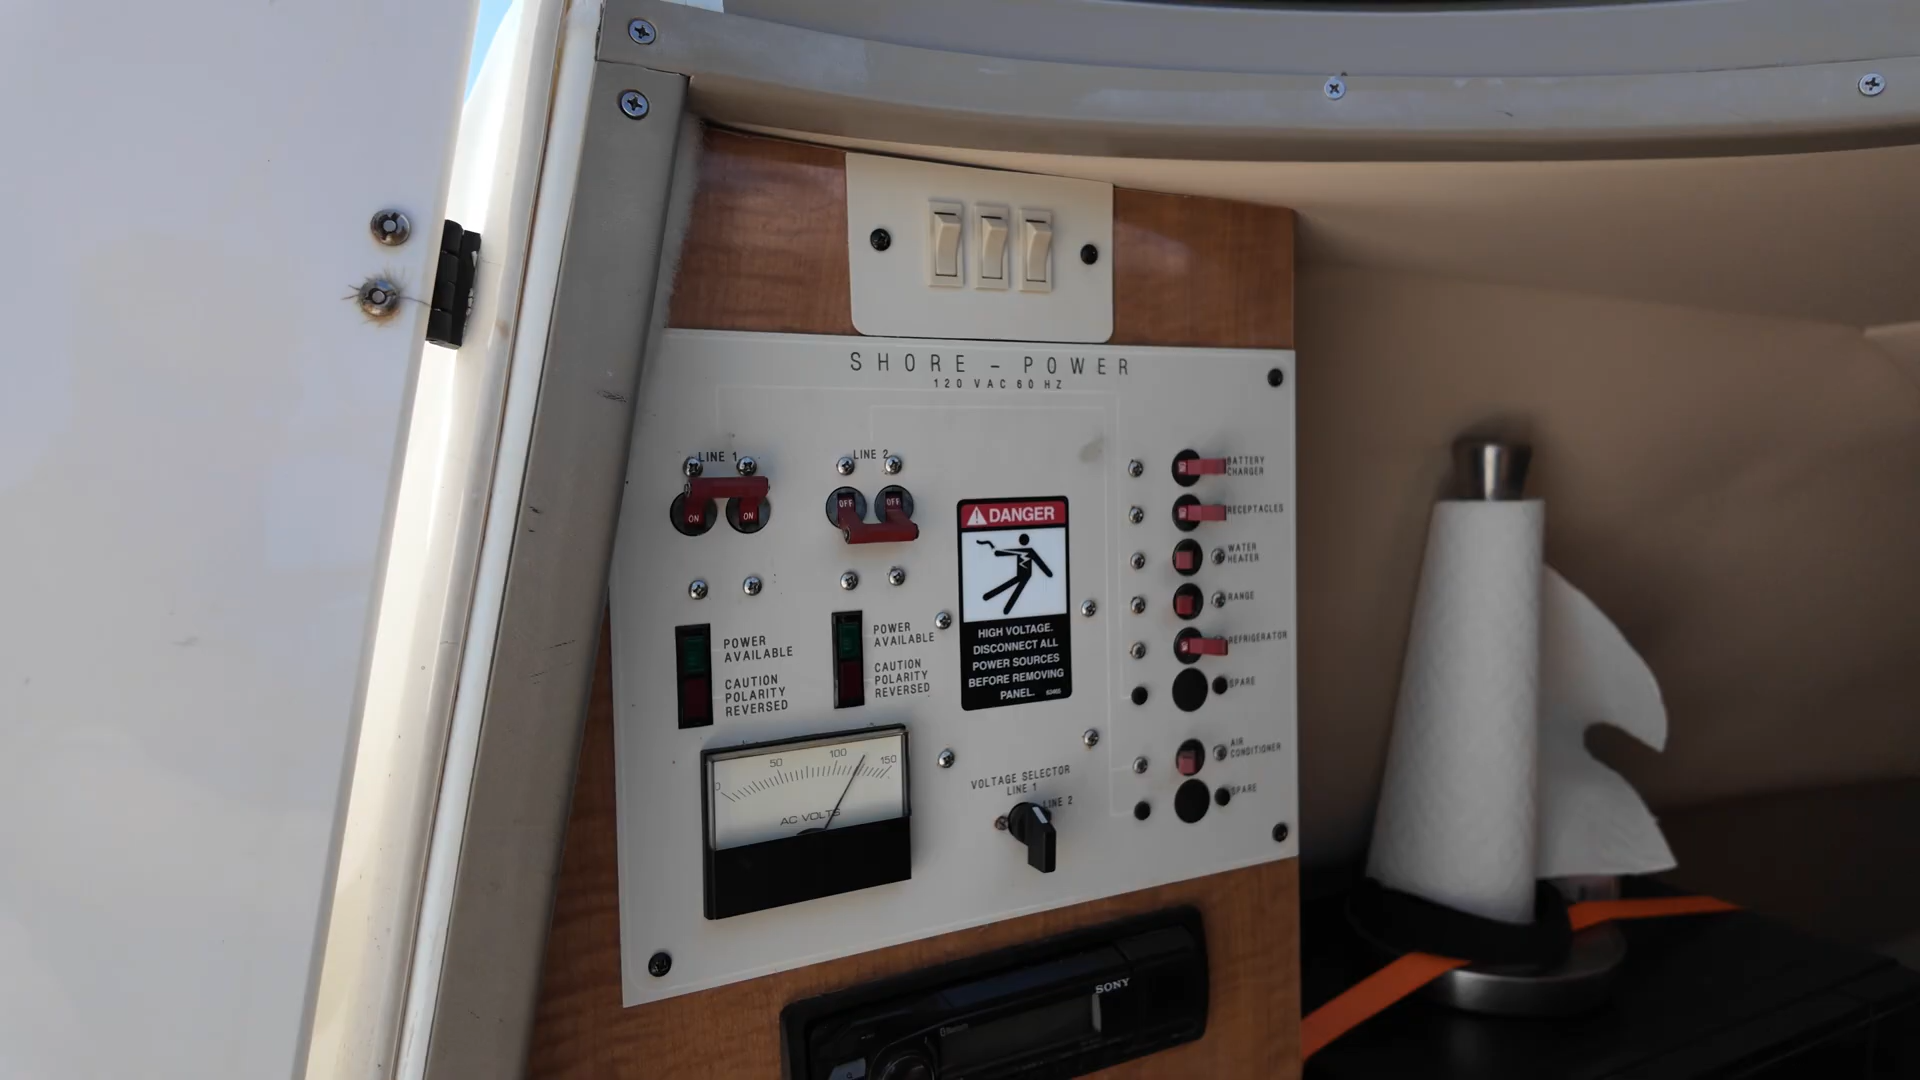 SHORE – POWER
120 VAC 60 HZ
LINE 1
LINE 2
ON
ON
OFF
OFF
DANGER
HIGH VOLTAGE.
DISCONNECT ALL
POWER SOURCES
BEFORE REMOVING
PANEL.
POWER
AVAILABLE
CAUTION
POLARITY
REVERSED
POWER
AVAILABLE
CAUTION
POLARITY
REVERSED
0
50
100
150
AC VOLTS
VOLTAGE SELECTOR
LINE 1
LINE 2
BATTERY
CHARGER
RECEPTACLES
WATER
HEATER
RANGE
REFRIGERATOR
SPARE
AIR
CONDITIONER
SPARE
SONY
Bluetooth